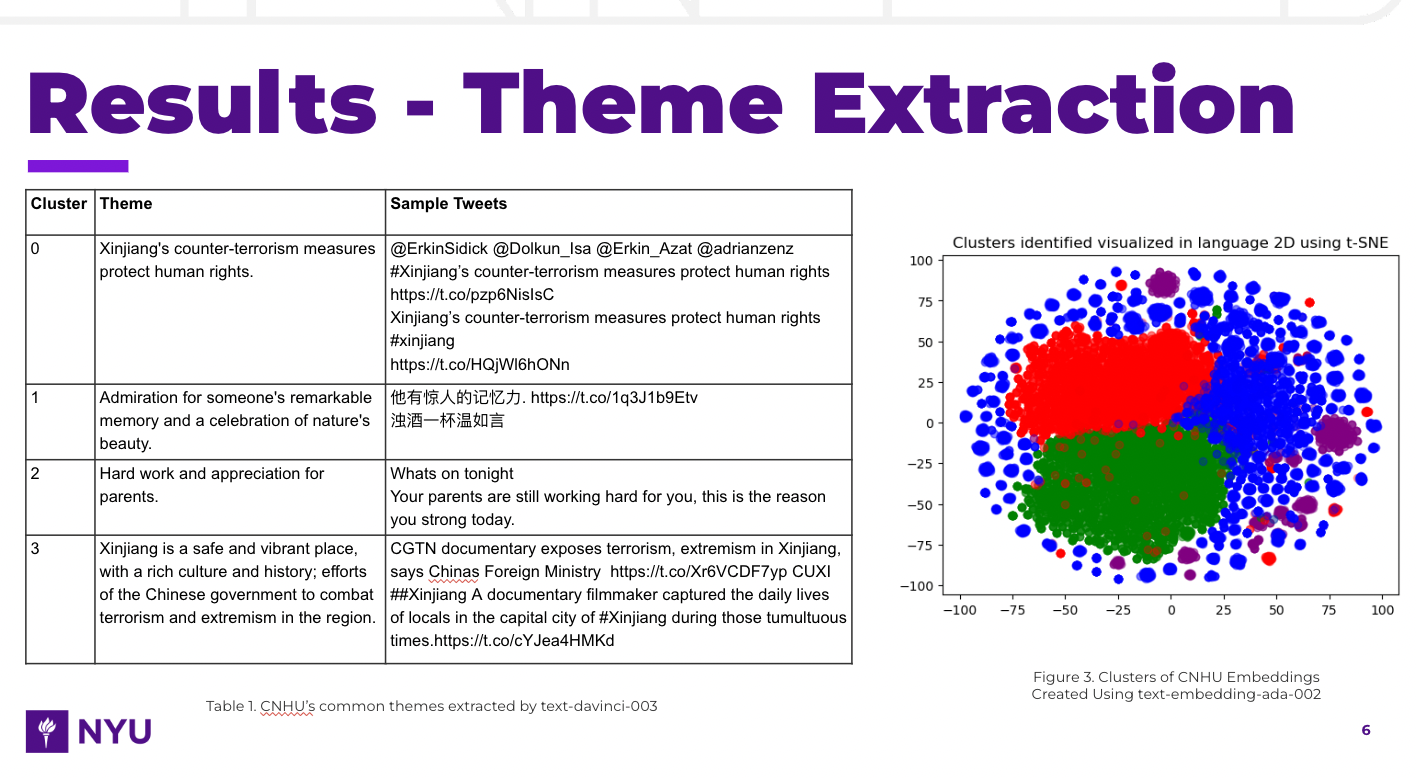 Results - Theme Extraction
Cluster
Theme
Sample Tweets
0
Xinjiang's counter-terrorism measures
protect human rights.
@ErkinSidick @Dolkun_Isa @Erkin_Azat @adrianzenz
#Xinjiang’s counter-terrorism measures protect human rights
https://t.co/pzp6NisIsC
Xinjiang’s counter-terrorism measures protect human rights
#xinjiang
https://t.co/HQjWl6hONn
1
Admiration for someone's remarkable
memory and a celebration of nature's
beauty.
他有惊人的记忆力. https://t.co/1q3J1b9Etv
浊酒一杯温如言
2
Hard work and appreciation for
parents.
Whats on tonight
Your parents are still working hard for you, this is the reason
you strong today.
3
Xinjiang is a safe and vibrant place,
with a rich culture and history; efforts
of the Chinese government to combat
terrorism and extremism in the region.
CGTN documentary exposes terrorism, extremism in Xinjiang,
says Chinas Foreign Ministry  https://t.co/Xr6VCDF7yp CUXI
##Xinjiang A documentary filmmaker captured the daily lives
of locals in the capital city of #Xinjiang during those tumultuous
times.https://t.co/cYJea4HMKd
Table 1. CNHU’s common themes extracted by text-davinci-003
Clusters identified visualized in language 2D using t-SNE
100
75
50
25
0
−25
−50
−75
−100
−100 −75 −50 −25 0 25 50 75 100
Figure 3. Clusters of CNHU Embeddings
Created Using text-embedding-ada-002
NYU
6